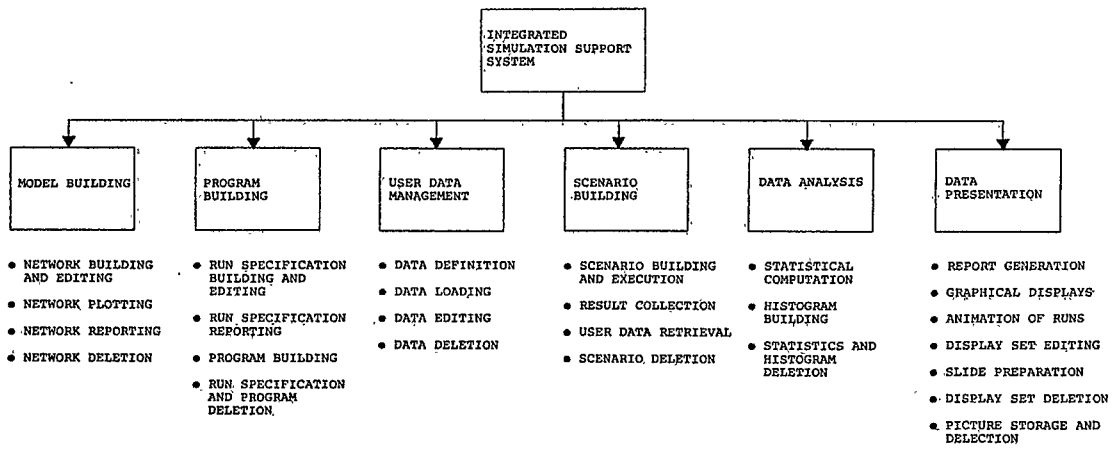 INTEGRATED
SIMULATION SUPPORT
SYSTEM
MODEL BUILDING
PROGRAM
BUILDING
USER DATA
MANAGEMENT
SCENARIO
BUILDING
DATA ANALYSIS
DATA
PRESENTATION
● NETWORK BUILDING
AND EDITING
● NETWORK PLOTTING
● NETWORK REPORTING
● NETWORK DELETION
● RUN SPECIFICATION
BUILDING AND
EDITING
● RUN SPECIFICATION
REPORTING
● PROGRAM BUILDING
● RUN SPECIFICATION
AND PROGRAM
DELETION
● DATA DEFINITION
● DATA LOADING
● DATA EDITING
● DATA DELETION
● SCENARIO BUILDING
AND EXECUTION
● RESULT COLLECTION
● USER DATA RETRIEVAL
● SCENARIO DELETION
● STATISTICAL
COMPUTATION
● HISTOGRAM
BUILDING
● STATISTICS AND
HISTOGRAM
DELETION
● REPORT GENERATION
● GRAPHICAL DISPLAYS
● ANIMATION OF RUNS
● DISPLAY SET EDITING
● SLIDE PREPARATION
● DISPLAY SET DELETION
● PICTURE STORAGE AND
DELECTION